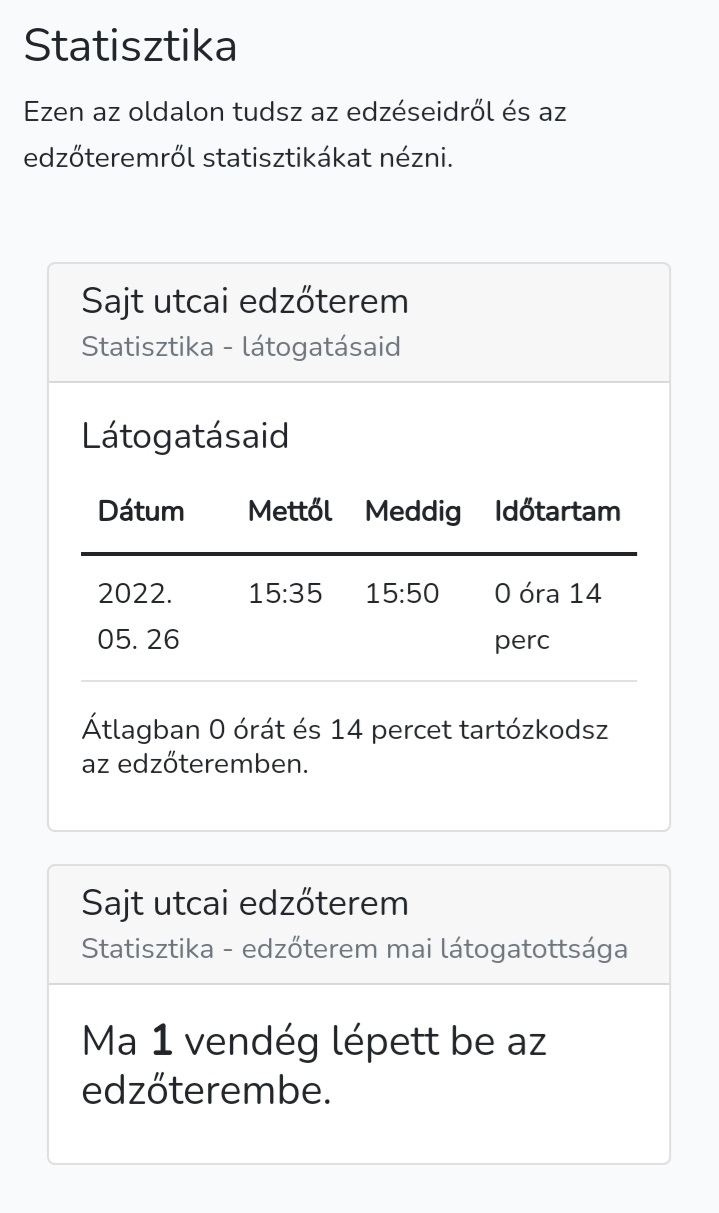 Statisztika
Ezen az oldalon tudsz az edzéseidről és az
edzőteremről statisztikákat nézni.
Sajt utcai edzőterem
Statisztika - látogatásaid
Látogatásaid
Dátum Mettől Meddig Időtartam
2022. 15:35 15:50 0 óra 14
05. 26 perc
Átlagban 0 órát és 14 percet tartózkodsz
az edzőteremben.
Sajt utcai edzőterem
Statisztika - edzőterem mai látogatottsága
Ma 1 vendég lépett be az
edzőterembe.